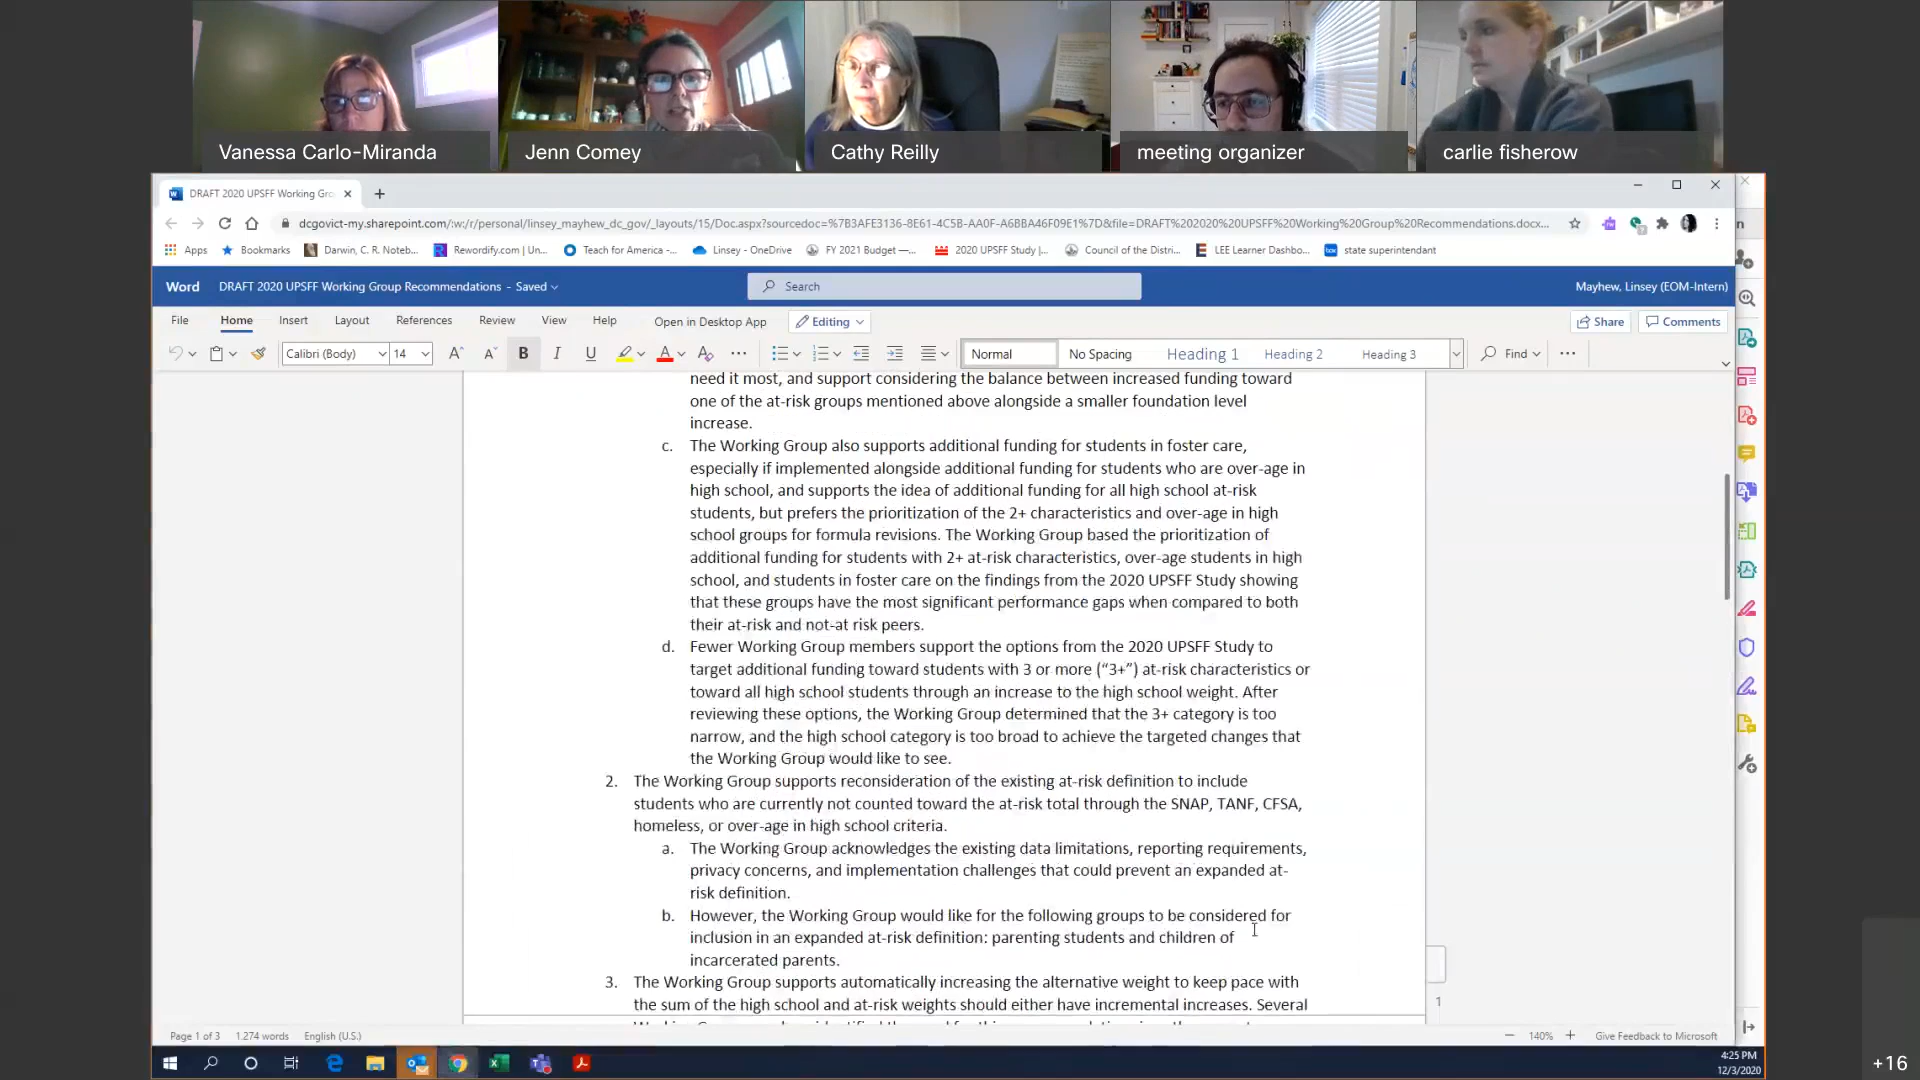 Vanessa Carlo-Miranda
Jenn Comey
Cathy Reilly
meeting organizer
carlie fisherow
DRAFT 2020 UPSFF Working Gro
dcgovict-my.sharepoint.com/:w:/r/personal/linsey_mayhew_dc_gov/_layouts/15/Doc.aspx?sourcedoc=%7B3AFE3136-8E61-4C5B-AA0F-A6BBA46F09E1%7D&file=DRAFT%202020%20UPSFF%20Working%20Group%20Recommendations.docx...
Apps Bookmarks Darwin, C. R. Noteb... Rewordify.com | Un... Teach for America -... Linsey - OneDrive FY 2021 Budget —... 2020 UPSFF Study |... Council of the Distri... LEE Learner Dashbo... state superintendant
Word DRAFT 2020 UPSFF Working Group Recommendations - Saved Search Mayhew, Linsey (EOM-Intern)
File Home Insert Layout References Review View Help Open in Desktop App Editing Share Comments
Calibri (Body) 14 B I U A Normal No Spacing Heading 1 Heading 2 Heading 3 Find
need it most, and support considering the balance between increased funding toward
one of the at-risk groups mentioned above alongside a smaller foundation level
increase.
c. The Working Group also supports additional funding for students in foster care,
especially if implemented alongside additional funding for students who are over-age in
high school, and supports the idea of additional funding for all high school at-risk
students, but prefers the prioritization of the 2+ characteristics and over-age in high
school groups for formula revisions. The Working Group based the prioritization of
additional funding for students with 2+ at-risk characteristics, over-age students in high
school, and students in foster care on the findings from the 2020 UPSFF Study showing
that these groups have the most significant performance gaps when compared to both
their at-risk and not-at risk peers.
d. Fewer Working Group members support the options from the 2020 UPSFF Study to
target additional funding toward students with 3 or more (“3+”) at-risk characteristics or
toward all high school students through an increase to the high school weight. After
reviewing these options, the Working Group determined that the 3+ category is too
narrow, and the high school category is too broad to achieve the targeted changes that
the Working Group would like to see.
2. The Working Group supports reconsideration of the existing at-risk definition to include
students who are currently not counted toward the at-risk total through the SNAP, TANF, CFSA,
homeless, or over-age in high school criteria.
a. The Working Group acknowledges the existing data limitations, reporting requirements,
privacy concerns, and implementation challenges that could prevent an expanded at-
risk definition.
b. However, the Working Group would like for the following groups to be considered for
inclusion in an expanded at-risk definition: parenting students and children of
incarcerated parents.
3. The Working Group supports automatically increasing the alternative weight to keep pace with
the sum of the high school and at-risk weights should either have incremental increases. Several
1
Page 1 of 3 1,274 words English (U.S.) 140% Give Feedback to Microsoft
4:25 PM
12/3/2020
+16